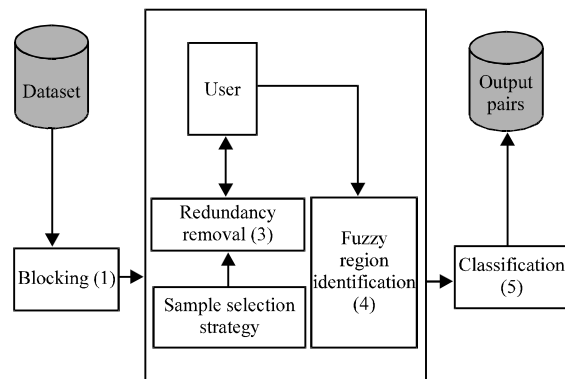 Dataset
User
Output
pairs
Redundancy
removal (3)
Fuzzy
region
identification
(4)
Blocking (1)
Sample selection
strategy
Classification
(5)